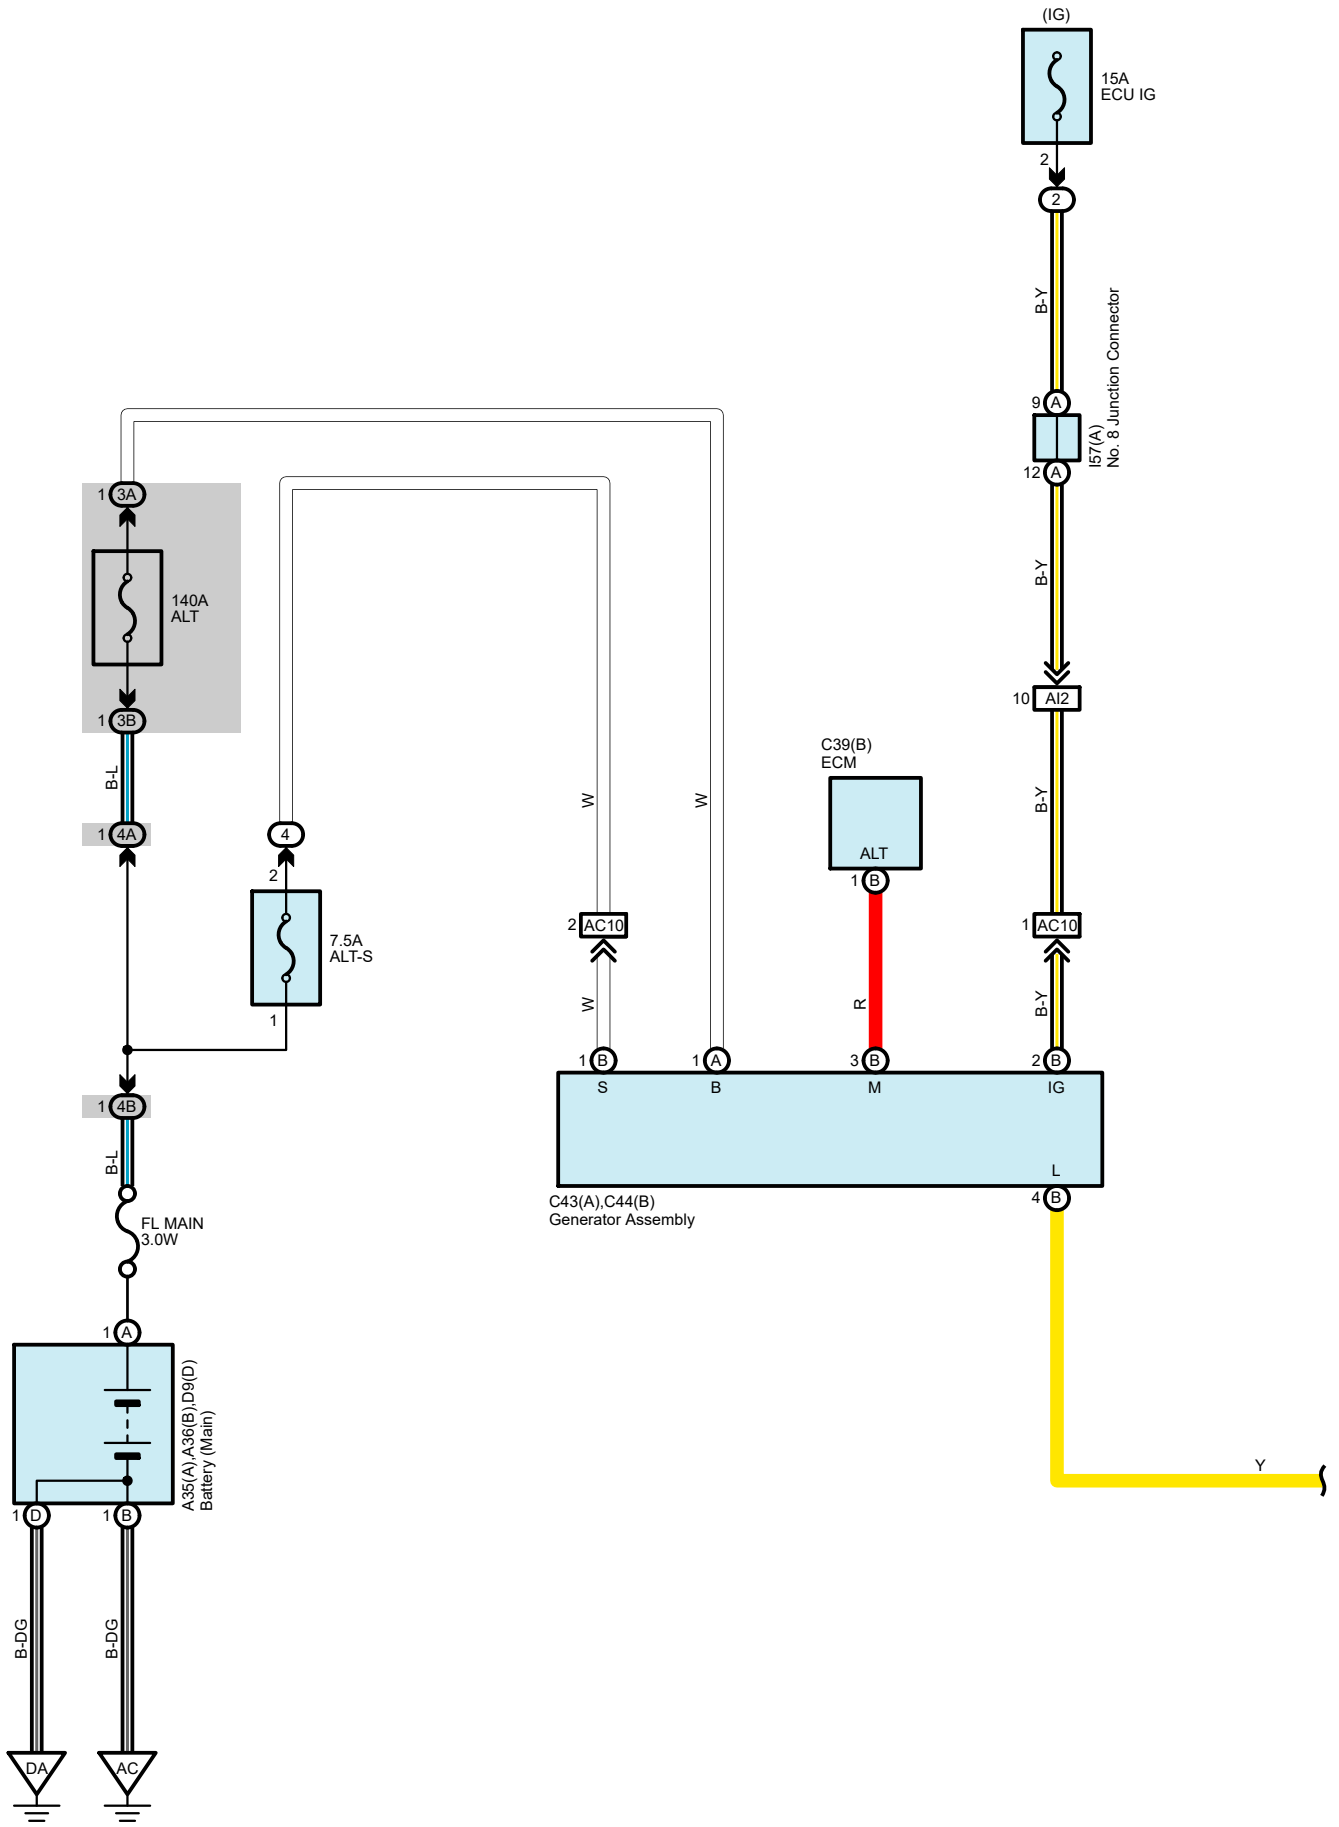 (IG)
15A
ECU IG
2
2
B-Y
9
A
I57(A)
No. 8 Junction Connector
12
A
B-Y
1
3A
140A
ALT
1
3B
B-L
1
4A
4
2
7.5A
ALT-S
1
10
AI2
C39(B)
ECM
ALT
1
B
W
W
B-Y
2
AC10
1
AC10
W
R
B-Y
1
B
1
A
3
B
2
B
S
B
M
IG
L
C43(A),C44(B)
Generator Assembly
4
B
1
4B
B-L
FL MAIN
3.0W
1
A
A35(A),A36(B),D9(D)
Battery (Main)
Y
1
D
1
B
B-DG
B-DG
DA
AC